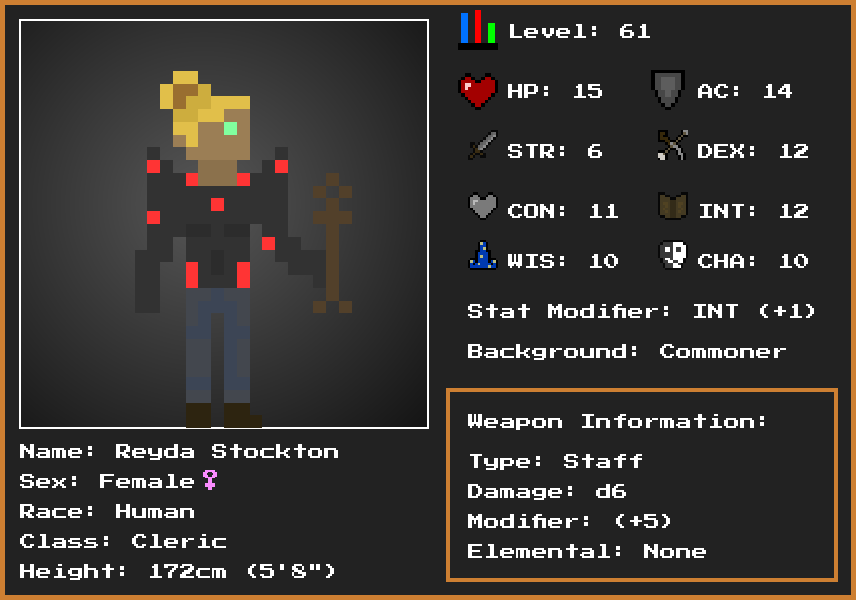 Level: 61
HP: 15 AC: 14
STR: 6 DEX: 12
CON: 11 INT: 12
WIS: 10 CHA: 10
Stat Modifier: INT (+1)
Background: Commoner
Weapon Information:
Type: Staff
Damage: d6
Modifier: (+5)
Elemental: None
Name: Reyda Stockton
Sex: Female♀
Race: Human
Class: Cleric
Height: 172cm (5'8")